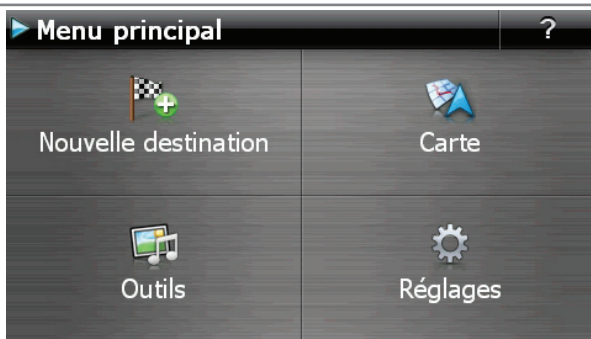 Menu principal
?
Nouvelle destination
Carte
Outils
Réglages